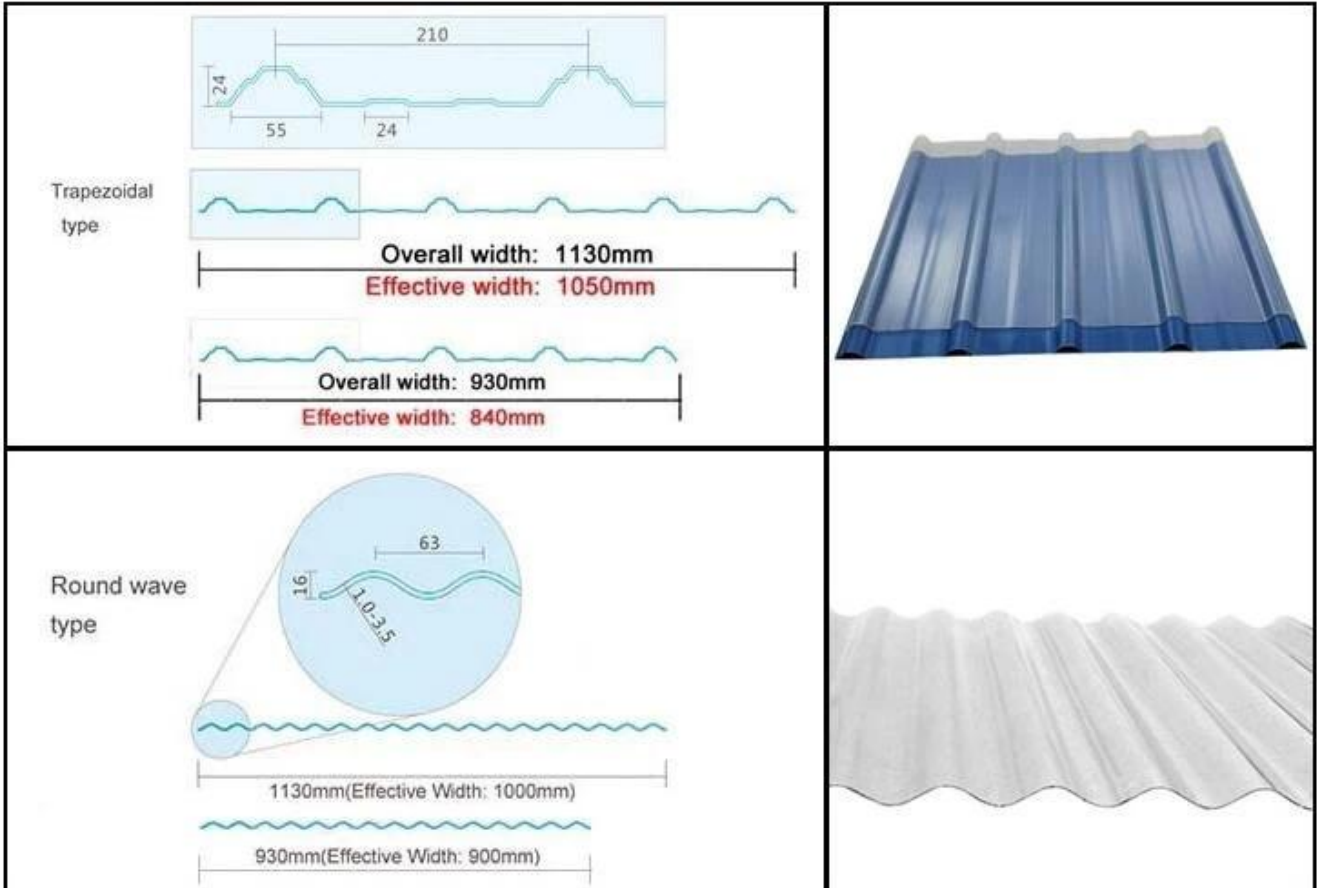 210
24
55
24
Trapezoidal
type
Overall width: 1130mm
Effective width: 1050mm
Overall width: 930mm
Effective width: 840mm
63
16
1.0-3.5
Round wave
type
1130mm(Effective Width: 1000mm)
930mm(Effective Width: 900mm)